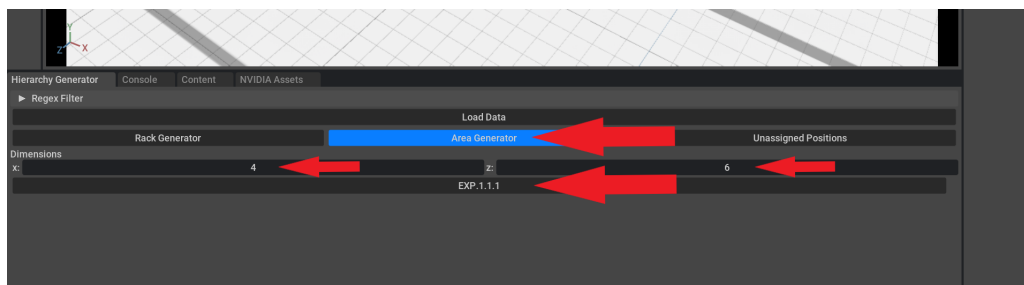 Y
Z X
Hierarchy Generator Console Content NVIDIA Assets
► Regex Filter
Load Data
Rack Generator Area Generator Unassigned Positions
Dimensions
x: 4 z: 6
EXP.1.1.1